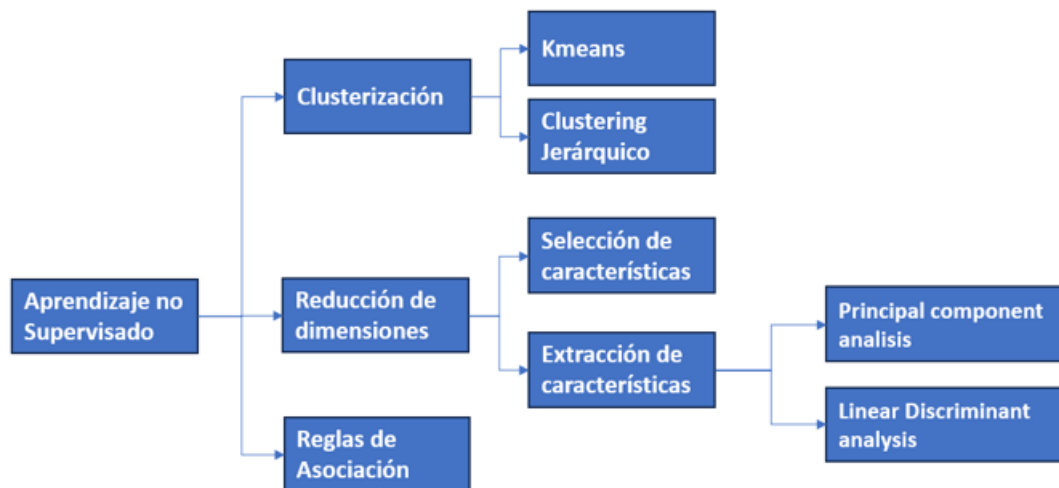 Kmeans
Clusterización
Clustering
Jerárquico
Selección de
características
Aprendizaje no
Supervisado
Reducción de
dimensiones
Principal component
analisis
Extracción de
características
Linear Discriminant
analysis
Reglas de
Asociación